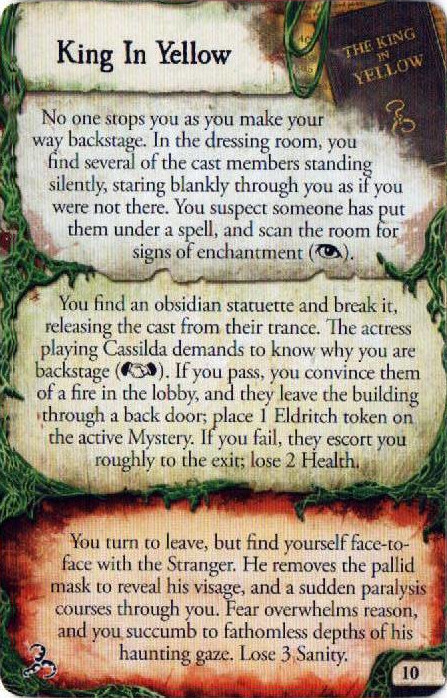 King In Yellow
THE KING
IN
YELLOW
No one stops you as you make your
way backstage. In the dressing room, you
find several of the cast members standing
silently, staring blankly through you as if you
were not there. You suspect someone has put
them under a spell, and scan the room for
signs of enchantment ( ).
You find an obsidian statuette and break it,
releasing the cast from their trance. The actress
playing Cassilda demands to know why you are
backstage ( ). If you pass, you convince them
of a fire in the lobby, and they leave the building
through a back door; place 1 Eldritch token on
the active Mystery. If you fail, they escort you
roughly to the exit; lose 2 Health.
You turn to leave, but find yourself face-to-
face with the Stranger. He removes the pallid
mask to reveal his visage, and a sudden paralysis
courses through you. Fear overwhelms reason,
and you succumb to fathomless depths of his
haunting gaze. Lose 3 Sanity.
10